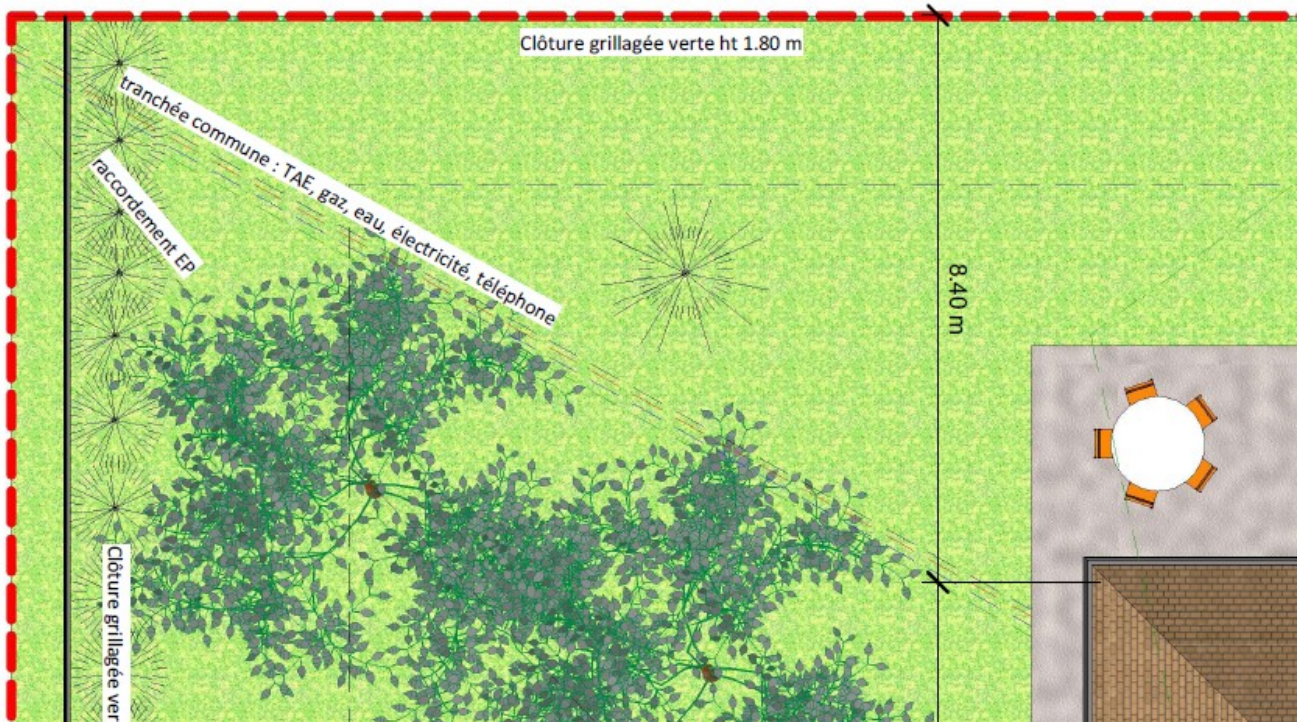 Clôture grillagée verte ht 1.80 m
tranchée commune : TAE, gaz, eau, électricité, téléphone
raccordement EP
8.40 m
Clôture grillagée ver